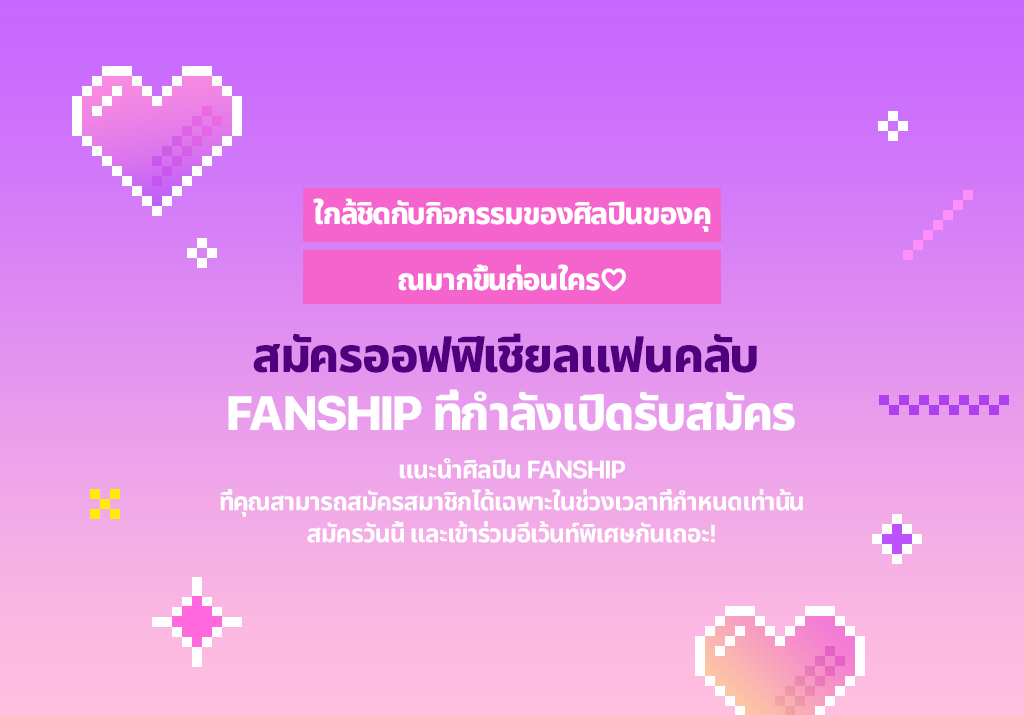 ใกล้ชิดกับกิจกรรมของศิลปินของคุ
ณมากขึ้นก่อนใคร♡
สมัครออฟฟิเชียลแฟนคลับ
FANSHIP ที่กำลังเปิดรับสมัคร
แนะนำศิลปิน FANSHIP
ที่คุณสามารถสมัครสมาชิกได้เฉพาะในช่วงเวลาที่กำหนดเท่านั้น
สมัครวันนี้ และเข้าร่วมอีเว้นท์พิเศษกันเถอะ!